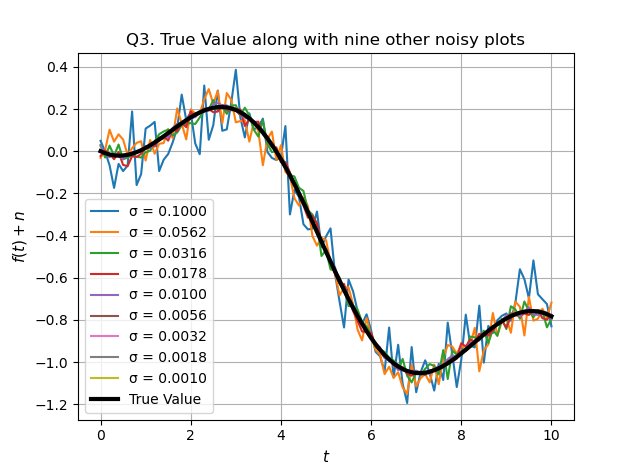 Q3. True Value along with nine other noisy plots
0.4
0.2
0.0
−0.2
−0.4
−0.6
−0.8
−1.0
−1.2
f(t) + n
σ = 0.1000
σ = 0.0562
σ = 0.0316
σ = 0.0178
σ = 0.0100
σ = 0.0056
σ = 0.0032
σ = 0.0018
σ = 0.0010
True Value
0 2 4 6 8 10
t